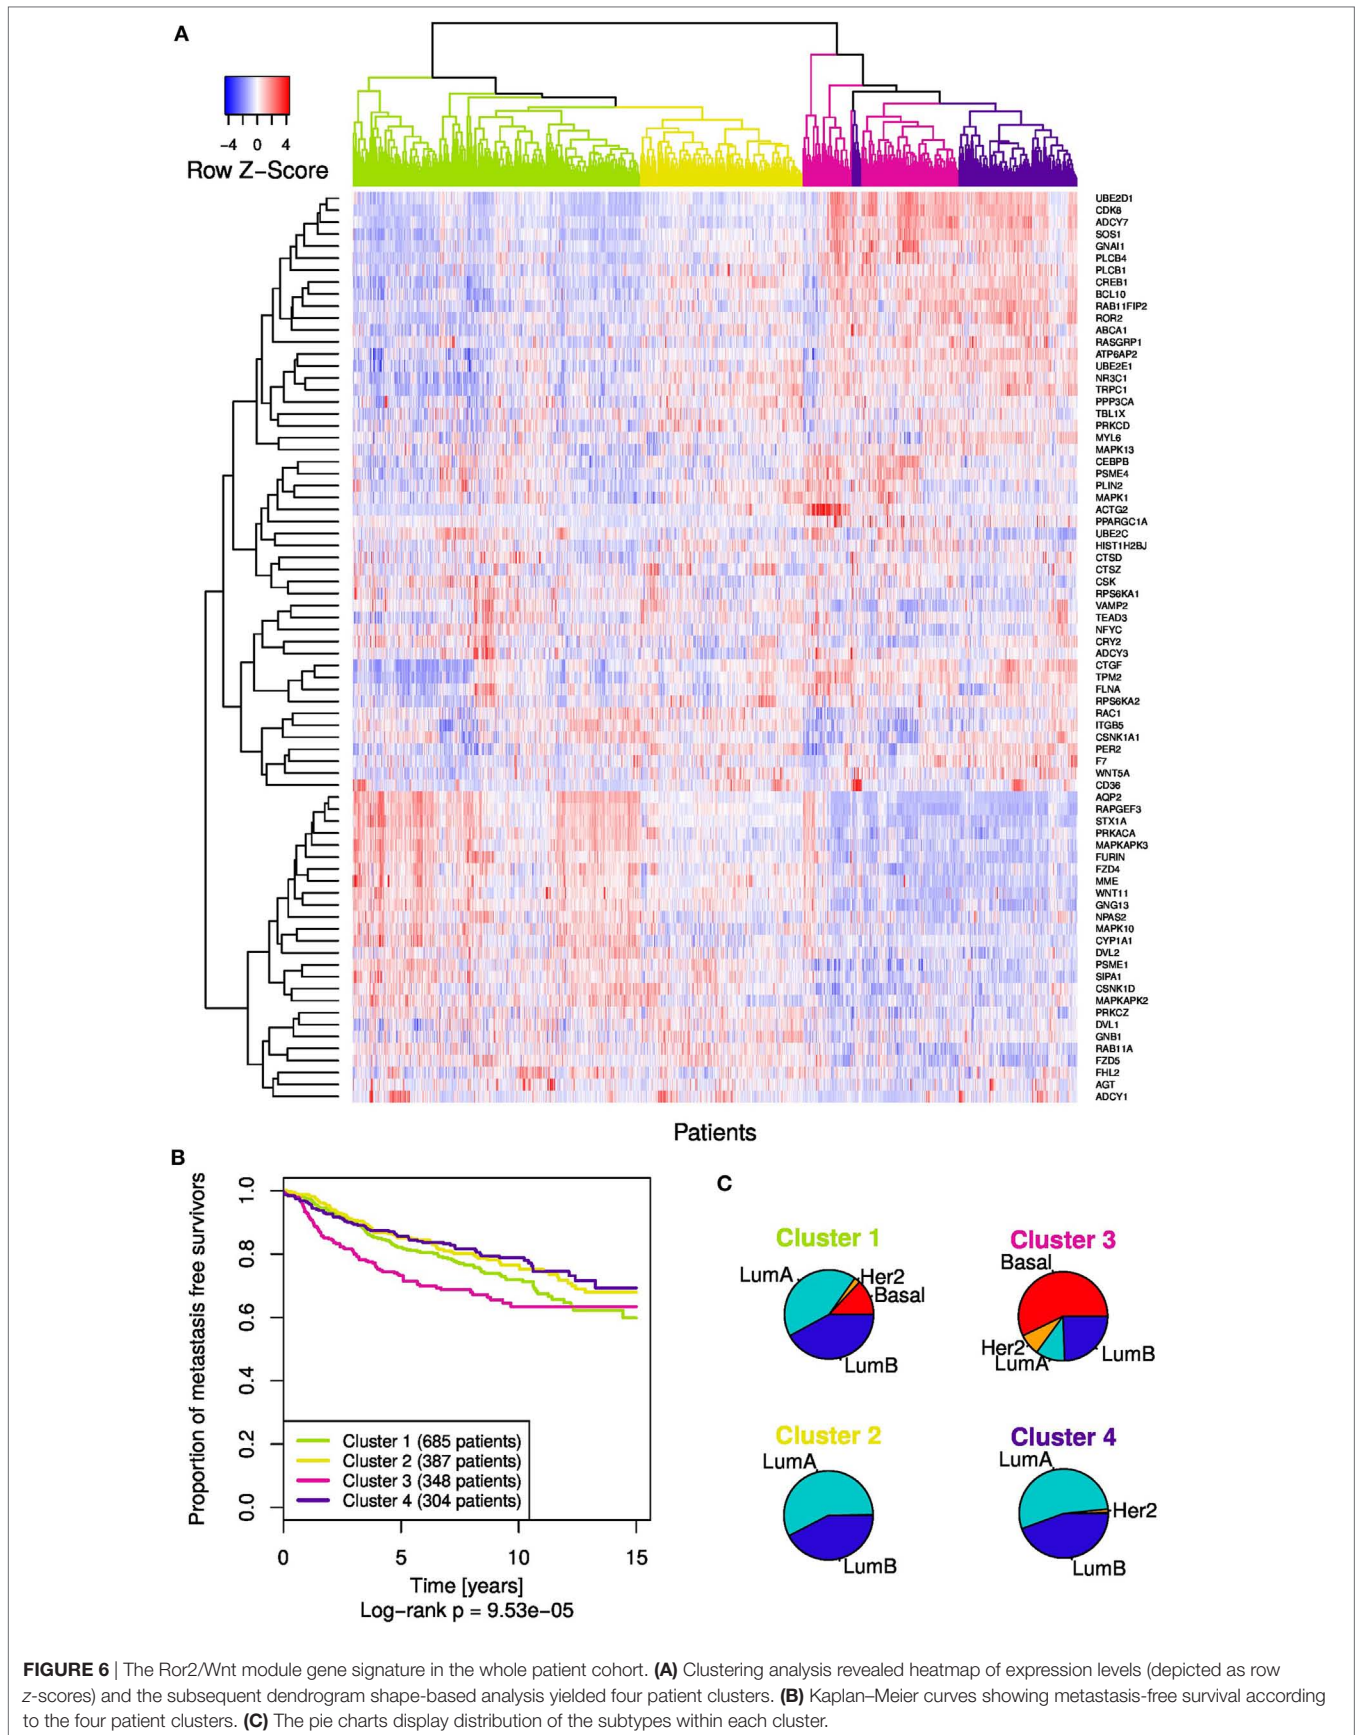 A
−4 0 4
Row Z−Score
UBE2D1
CDK8
ADCY7
SOS1
GNAI1
PLCB4
PLCB1
CREB1
BCL10
RAB11FIP2
ROR2
ABCA1
RASGRP1
ATP6AP2
UBE2E1
NR3C1
TRPC1
PPP3CA
TBL1X
PRKCD
MYL6
MAPK13
CEBPB
PSME4
PLIN2
MAPK1
ACTG2
PPARGC1A
UBE2C
HIST1H2BJ
CTSD
CTSZ
CSK
RPS6KA1
VAMP2
TEAD3
NFYC
CRY2
ADCY3
CTGF
TPM2
FLNA
RPS6KA2
RAC1
ITGB5
CSNK1A1
PER2
F7
WNT5A
CD36
AQP2
RAPGEF3
STX1A
PRKACA
MAPKAPK3
FURIN
FZD4
MME
WNT11
GNG13
NPAS2
MAPK10
CYP1A1
DVL2
PSME1
SIPA1
CSNK1D
MAPKAPK2
PRKCZ
DVL1
GNB1
RAB11A
FZD5
FHL2
AGT
ADCY1
Patients
B
Proportion of metastasis free survivors
1.0
0.8
0.6
0.4
0.2
0.0
Cluster 1 (685 patients)
Cluster 2 (387 patients)
Cluster 3 (348 patients)
Cluster 4 (304 patients)
0 5 10 15
Time [years]
Log−rank p = 9.53e−05
C
Cluster 1
LumA
Her2
Basal
LumB
Cluster 3
Basal
Her2
LumA
LumB
Cluster 2
LumA
LumB
Cluster 4
LumA
Her2
LumB
FIGURE 6 | The Ror2/Wnt module gene signature in the whole patient cohort. (A) Clustering analysis revealed heatmap of expression levels (depicted as row
z-scores) and the subsequent dendrogram shape-based analysis yielded four patient clusters. (B) Kaplan–Meier curves showing metastasis-free survival according
to the four patient clusters. (C) The pie charts display distribution of the subtypes within each cluster.